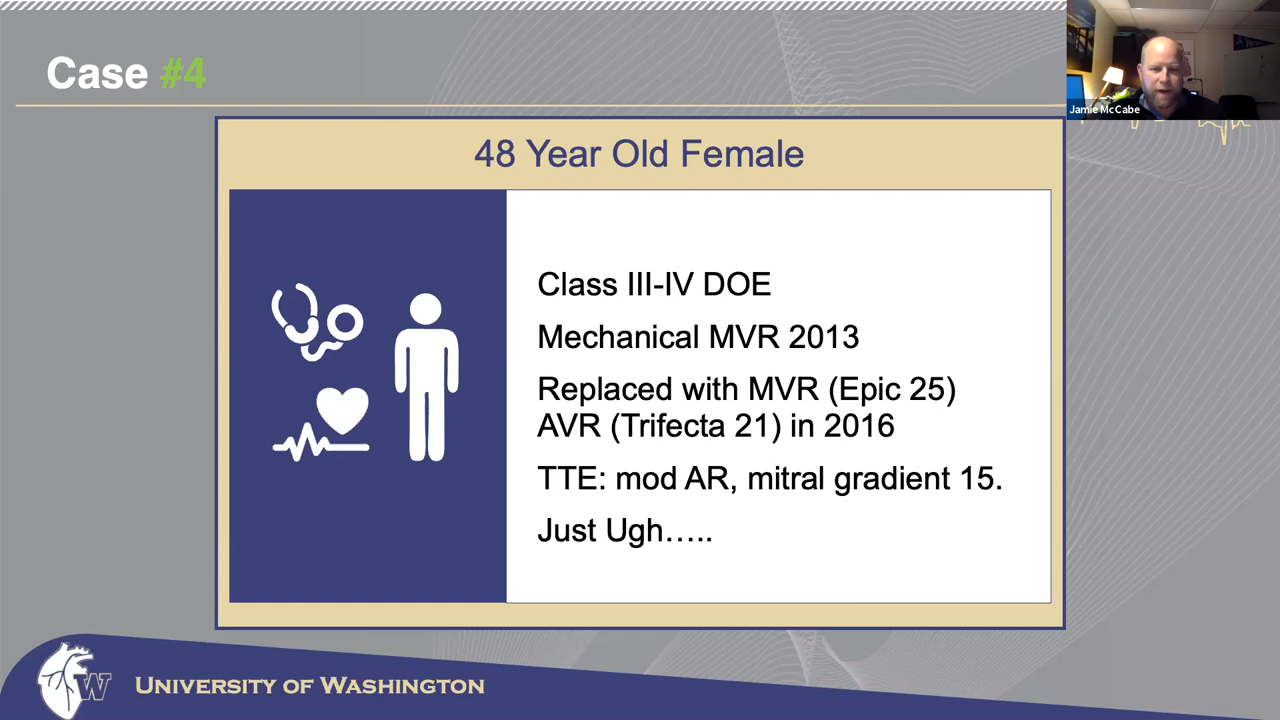 Case #4
Jamie McCabe
48 Year Old Female
Class III-IV DOE
Mechanical MVR 2013
Replaced with MVR (Epic 25)
AVR (Trifecta 21) in 2016
TTE: mod AR, mitral gradient 15.
Just Ugh…..
W
UNIVERSITY OF WASHINGTON